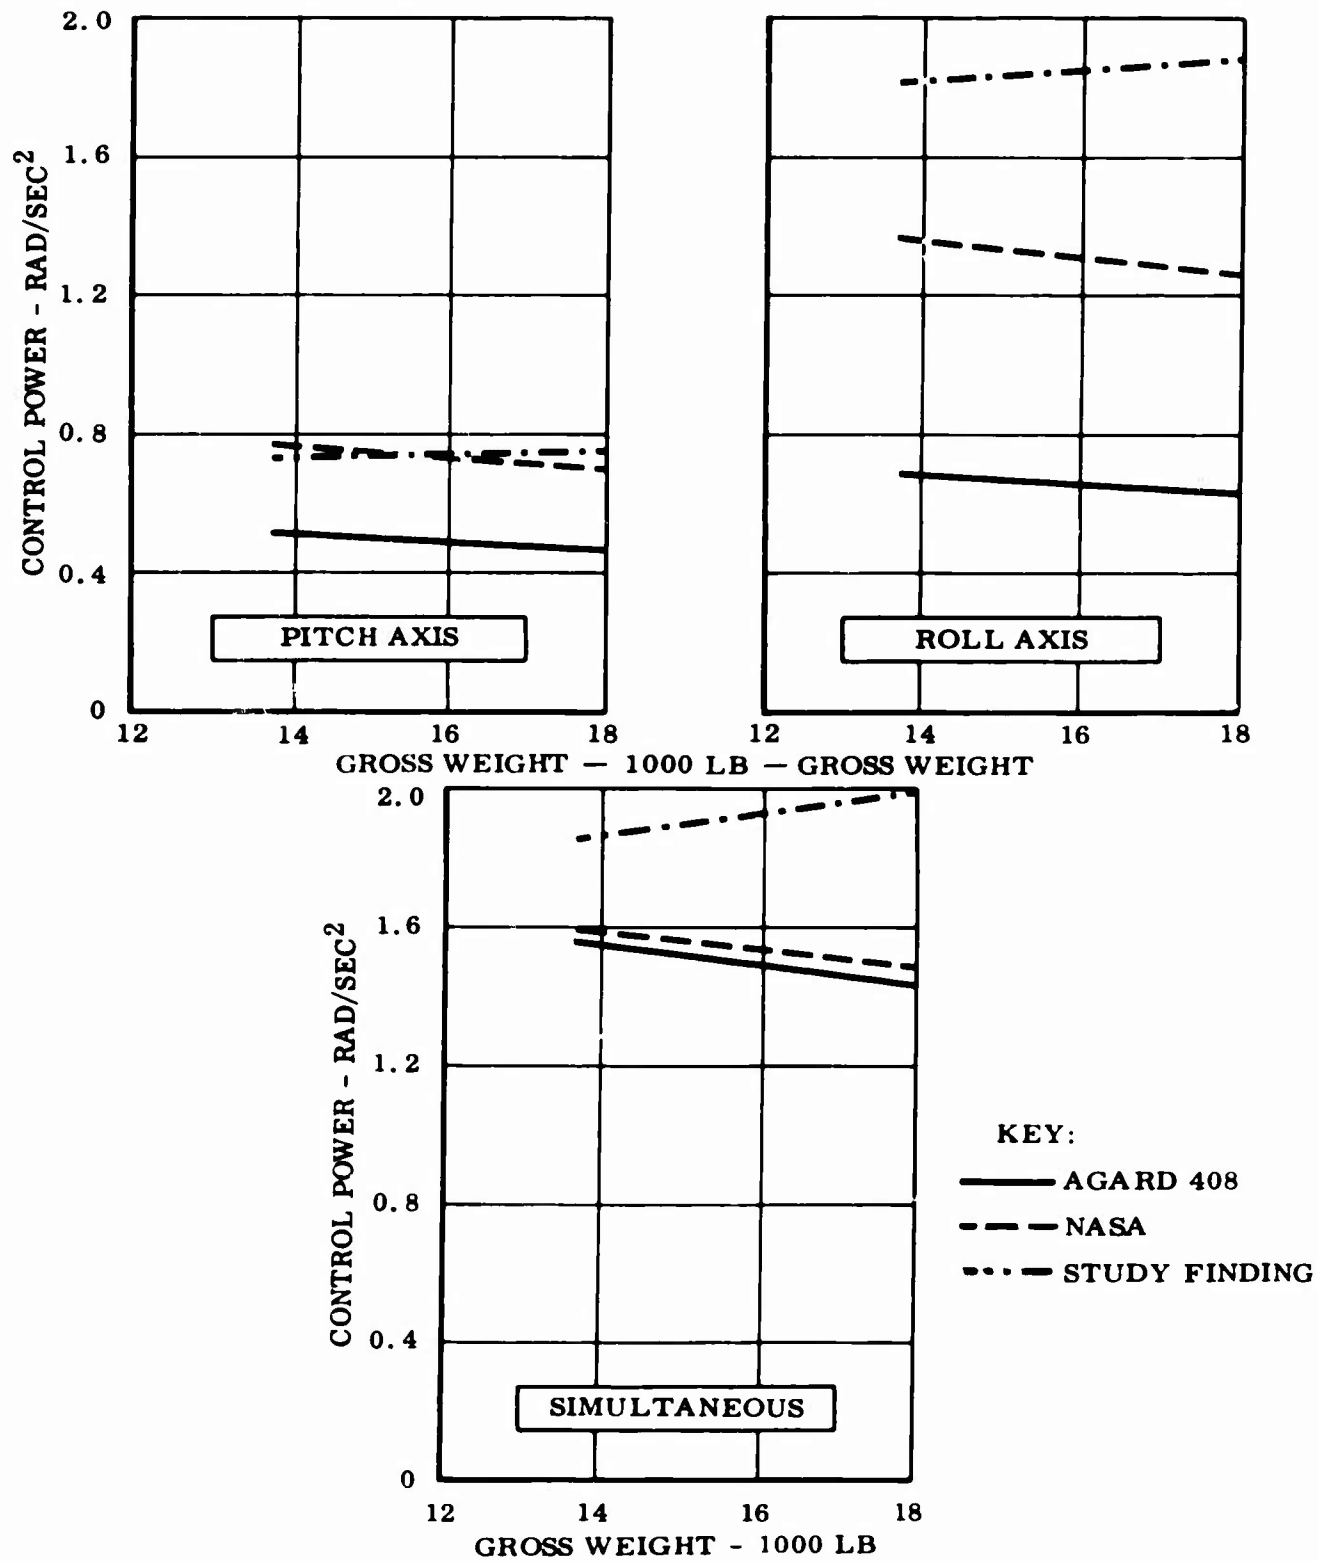 2.0
1.6
1.2
0.8
0.4
0
CONTROL POWER - RAD/SEC2
PITCH AXIS
12 14 16 18
ROLL AXIS
12 14 16 18
GROSS WEIGHT — 1000 LB — GROSS WEIGHT
2.0
1.6
1.2
0.8
0.4
0
CONTROL POWER - RAD/SEC2
SIMULTANEOUS
12 14 16 18
GROSS WEIGHT - 1000 LB
KEY:
AGARD 408
NASA
STUDY FINDING